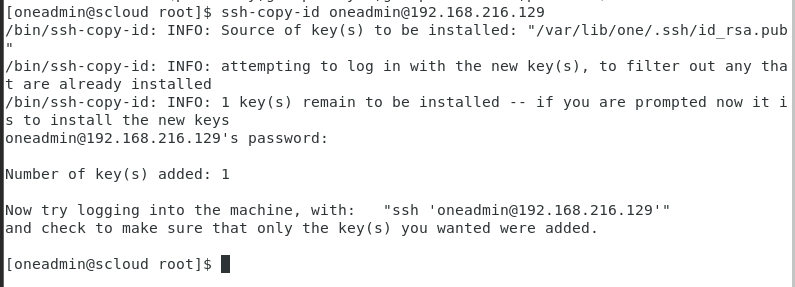 [oneadmin@scloud root]$ ssh-copy-id oneadmin@192.168.216.129
/bin/ssh-copy-id: INFO: Source of key(s) to be installed: "/var/lib/one/.ssh/id_rsa.pub
"
/bin/ssh-copy-id: INFO: attempting to log in with the new key(s), to filter out any tha
t are already installed
/bin/ssh-copy-id: INFO: 1 key(s) remain to be installed -- if you are prompted now it i
s to install the new keys
oneadmin@192.168.216.129's password:

Number of key(s) added: 1

Now try logging into the machine, with:   "ssh 'oneadmin@192.168.216.129'"
and check to make sure that only the key(s) you wanted were added.

[oneadmin@scloud root]$